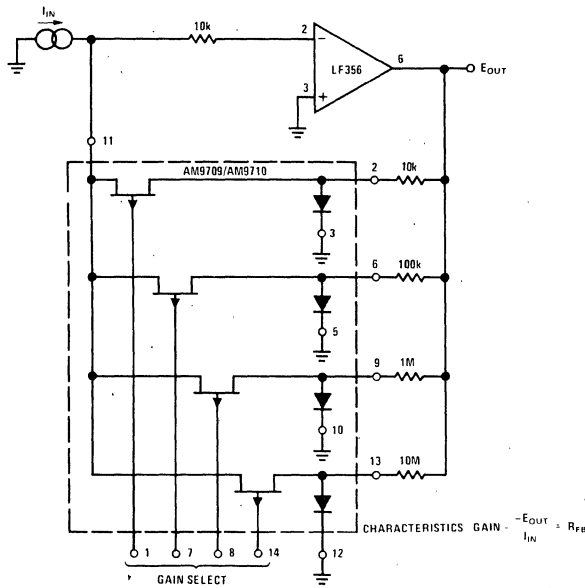 I_IN
10k
2
6
LF356
E_OUT
3
11
AM9709/AM9710
2
10k
3
6
100k
5
9
1M
10
13
10M
CHARACTERISTICS GAIN - -E_OUT / I_IN = R_FB
1
7
8
14
12
GAIN SELECT